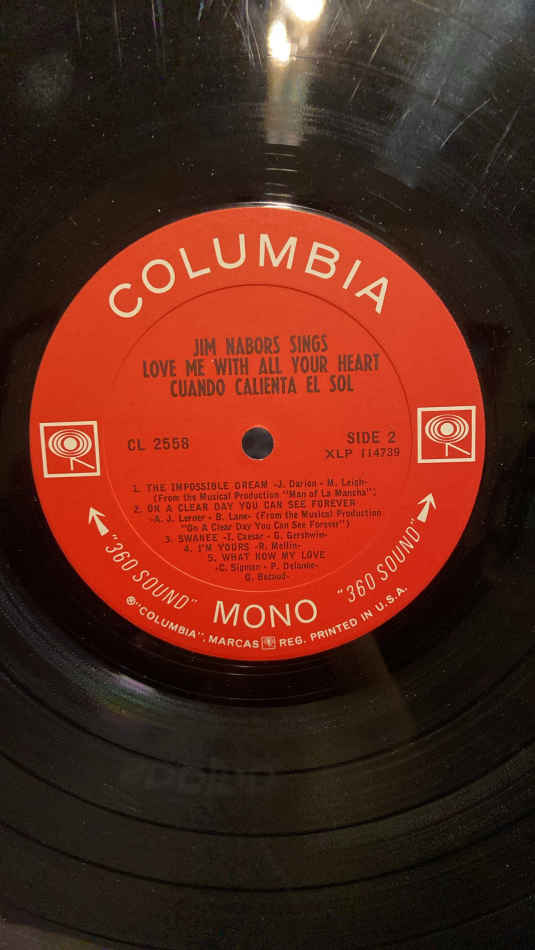 COLUMBIA
JIM NABORS SINGS
LOVE ME WITH ALL YOUR HEART
CUANDO CALIENTA EL SOL
CL 2558
SIDE 2
XLP 114739
1. THE IMPOSSIBLE DREAM -J. Darion - M. Leigh-
(From the Musical Production "Man of La Mancha")
2. ON A CLEAR DAY YOU CAN SEE FOREVER
-A. J. Lerner - B. Lane- (From the Musical Production
"On A Clear Day You Can See Forever")
3. SWANEE -I. Caesar - G. Gershwin-
4. I'M YOURS -R. Mellin-
5. WHAT NOW MY LOVE
-C. Sigman - P. Delanoe-
G. Becaud-
"360 SOUND" MONO "360 SOUND"
® "COLUMBIA". MARCAS REG. PRINTED IN U.S.A.